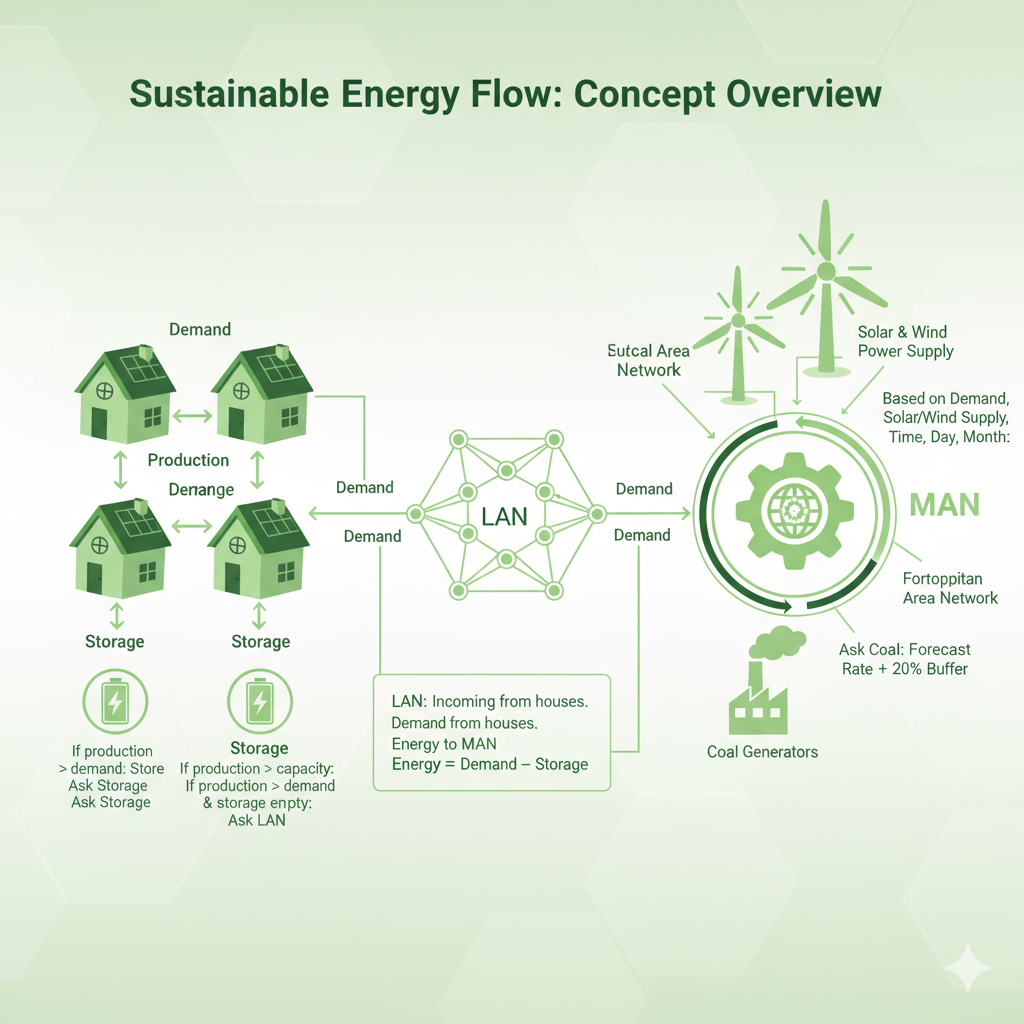 Sustainable Energy Flow: Concept Overview
Demand
Production
Derrange
Storage
If production
> demand: Store
Ask Storage
Ask Storage
Storage
Storage
If production > capacity:
If production > demand
& storage enpty:
Ask LAN
Demand
Demand
LAN
LAN: Incoming from houses.
Demand from houses.
Energy to MAN
Energy = Demand – Storage
Demand
Demand
Eutcal Area
Network
Solar & Wind
Power Supply
Based on Demand,
Solar/Wind Supply,
Time, Day, Month:
MAN
Fortoppitan
Area Network
Ask Coal: Forecast
Rate + 20% Buffer
Coal Generators